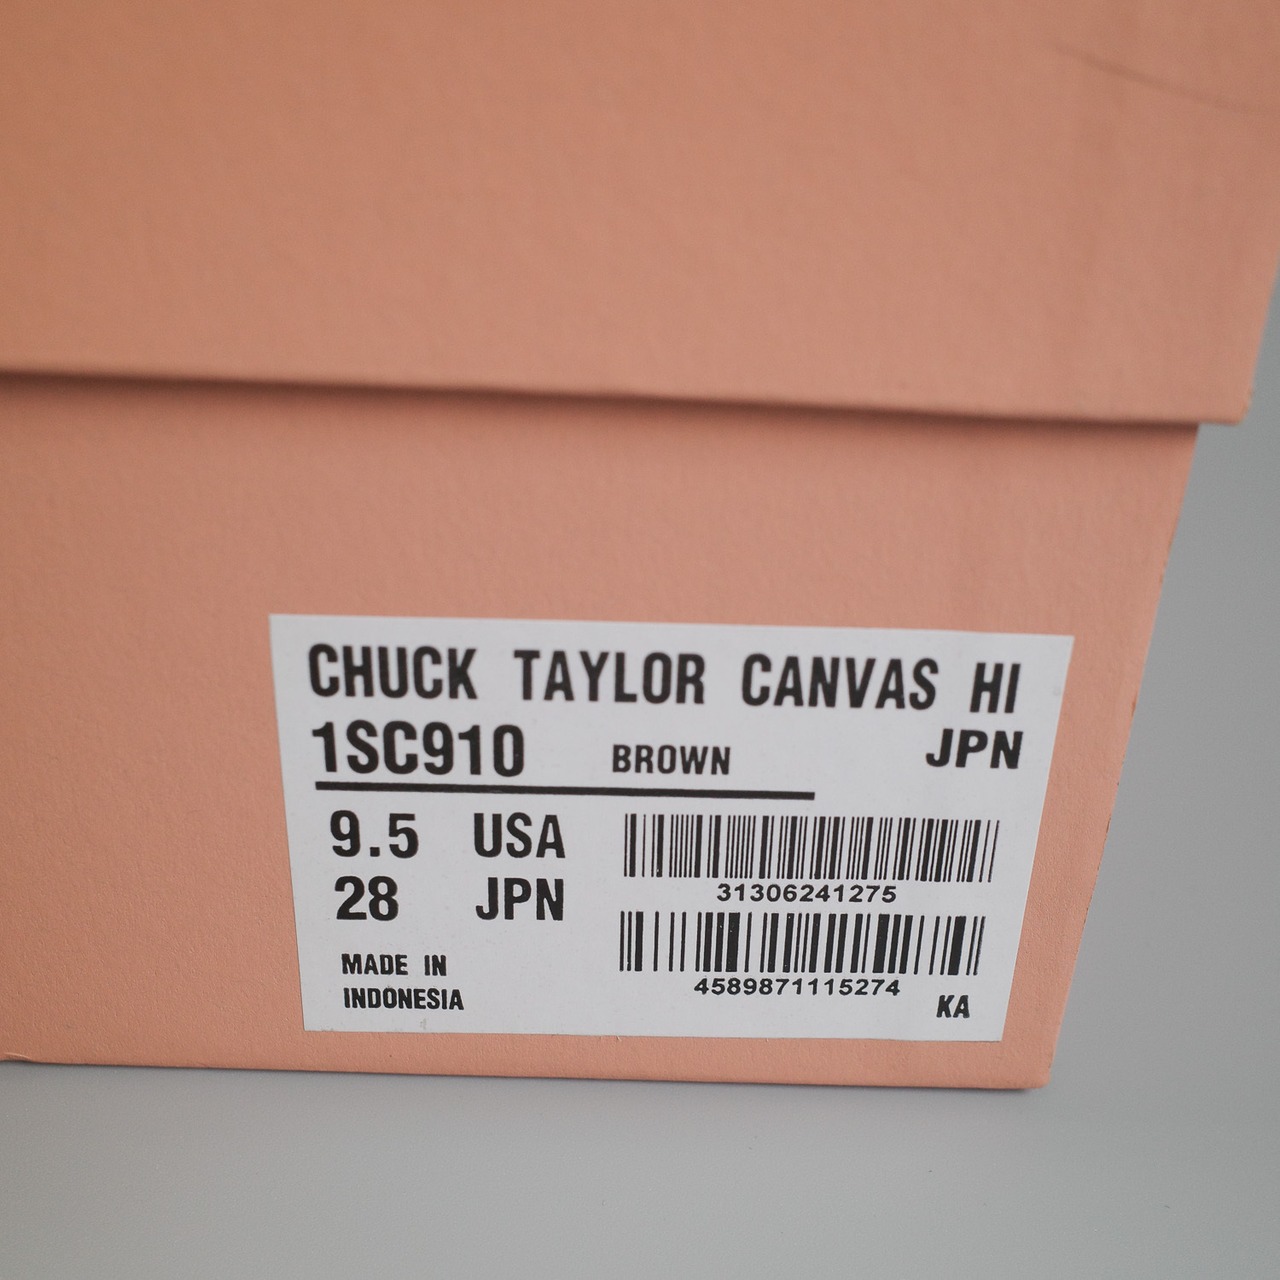 CHUCK TAYLOR CANVAS HI
1SC910 BROWN JPN
9.5 USA
28 JPN
31306241275
4589871115274
MADE IN
INDONESIA
KA